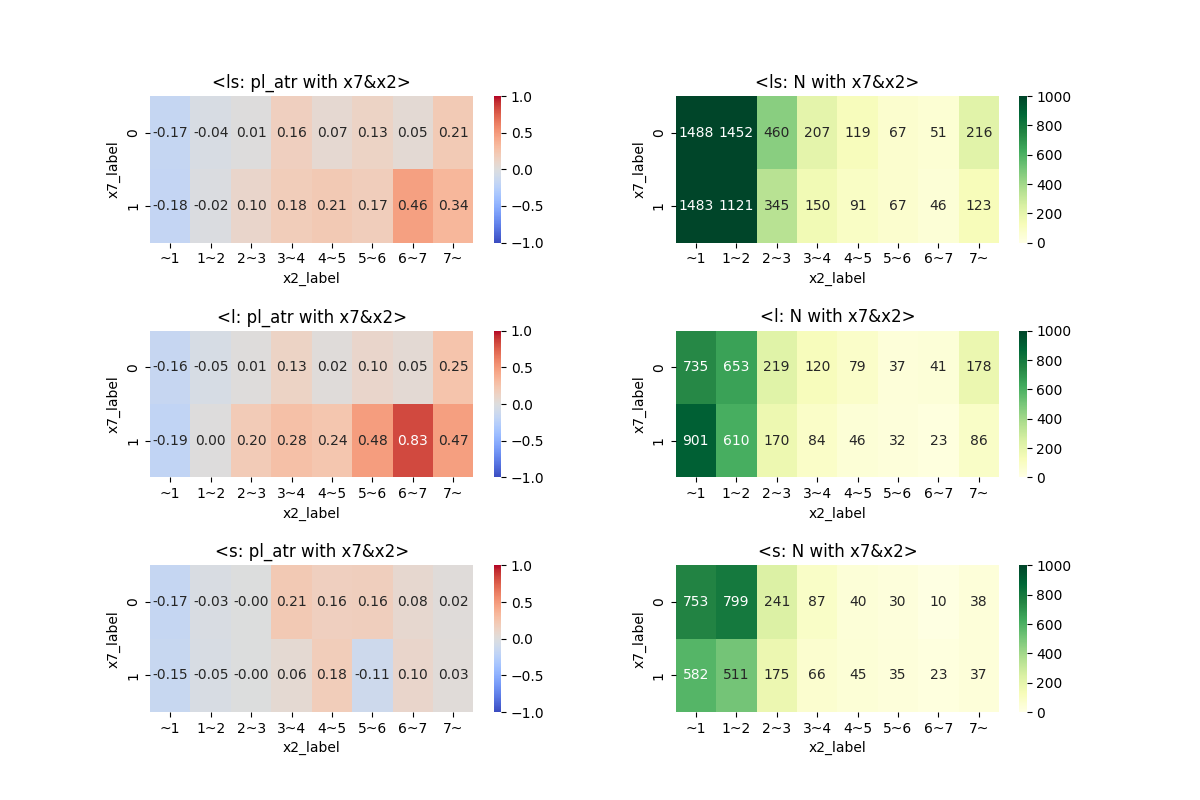 <ls: pl_atr with x7&x2>
x7_label
0 -0.17 -0.04 0.01 0.16 0.07 0.13 0.05 0.21
1 -0.18 -0.02 0.10 0.18 0.21 0.17 0.46 0.34
~1 1~2 2~3 3~4 4~5 5~6 6~7 7~
x2_label
1.0
0.5
0.0
−0.5
−1.0
<ls: N with x7&x2>
x7_label
0 1488 1452 460 207 119 67 51 216
1 1483 1121 345 150 91 67 46 123
~1 1~2 2~3 3~4 4~5 5~6 6~7 7~
x2_label
1000
800
600
400
200
0
<l: pl_atr with x7&x2>
x7_label
0 -0.16 -0.05 0.01 0.13 0.02 0.10 0.05 0.25
1 -0.19 0.00 0.20 0.28 0.24 0.48 0.83 0.47
~1 1~2 2~3 3~4 4~5 5~6 6~7 7~
x2_label
1.0
0.5
0.0
−0.5
−1.0
<l: N with x7&x2>
x7_label
0 735 653 219 120 79 37 41 178
1 901 610 170 84 46 32 23 86
~1 1~2 2~3 3~4 4~5 5~6 6~7 7~
x2_label
1000
800
600
400
200
0
<s: pl_atr with x7&x2>
x7_label
0 -0.17 -0.03 -0.00 0.21 0.16 0.16 0.08 0.02
1 -0.15 -0.05 -0.00 0.06 0.18 -0.11 0.10 0.03
~1 1~2 2~3 3~4 4~5 5~6 6~7 7~
x2_label
1.0
0.5
0.0
−0.5
−1.0
<s: N with x7&x2>
x7_label
0 753 799 241 87 40 30 10 38
1 582 511 175 66 45 35 23 37
~1 1~2 2~3 3~4 4~5 5~6 6~7 7~
x2_label
1000
800
600
400
200
0